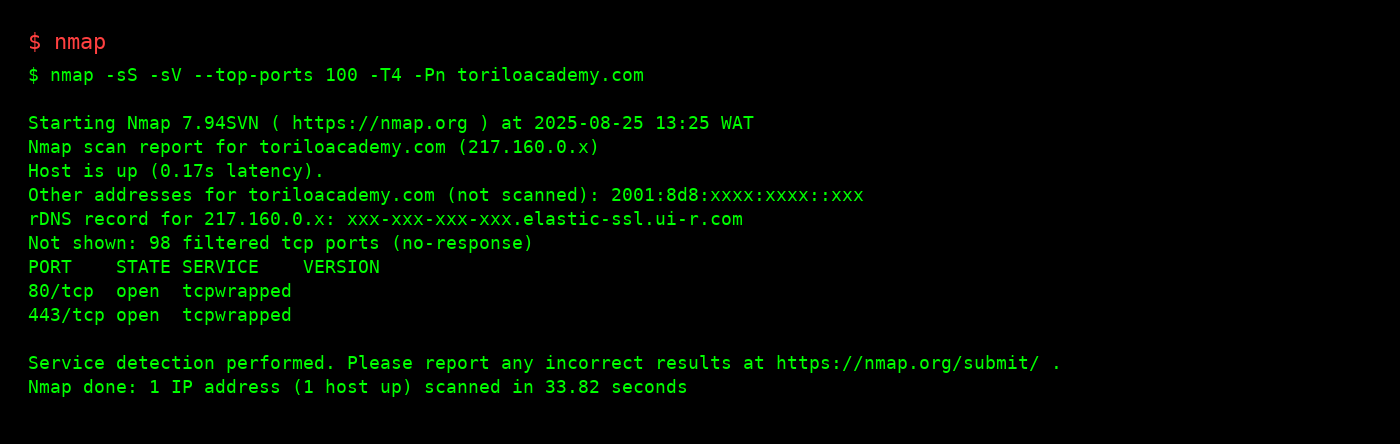 $ nmap
$ nmap -sS -sV --top-ports 100 -T4 -Pn toriloacademy.com
Starting Nmap 7.94SVN ( https://nmap.org ) at 2025-08-25 13:25 WAT
Nmap scan report for toriloacademy.com (217.160.0.x)
Host is up (0.17s latency).
Other addresses for toriloacademy.com (not scanned): 2001:8d8:xxxx:xxxx::xxx
rDNS record for 217.160.0.x: xxx-xxx-xxx-xxx.elastic-ssl.ui-r.com
Not shown: 98 filtered tcp ports (no-response)
PORT    STATE SERVICE    VERSION
80/tcp  open  tcpwrapped
443/tcp open  tcpwrapped
Service detection performed. Please report any incorrect results at https://nmap.org/submit/ .
Nmap done: 1 IP address (1 host up) scanned in 33.82 seconds